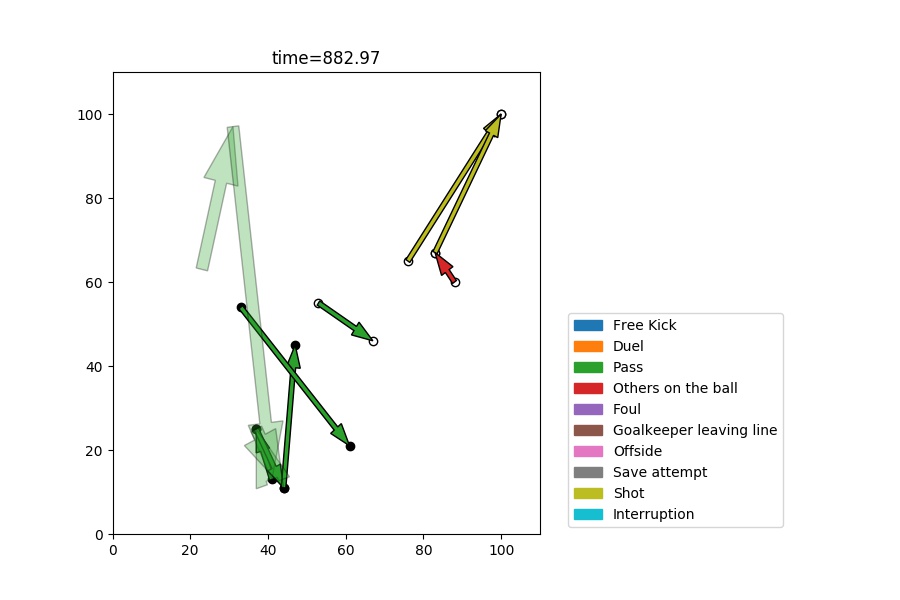 time=882.97
100
80
60
40
20
0
0 20 40 60 80 100
Free Kick
Duel
Pass
Others on the ball
Foul
Goalkeeper leaving line
Offside
Save attempt
Shot
Interruption